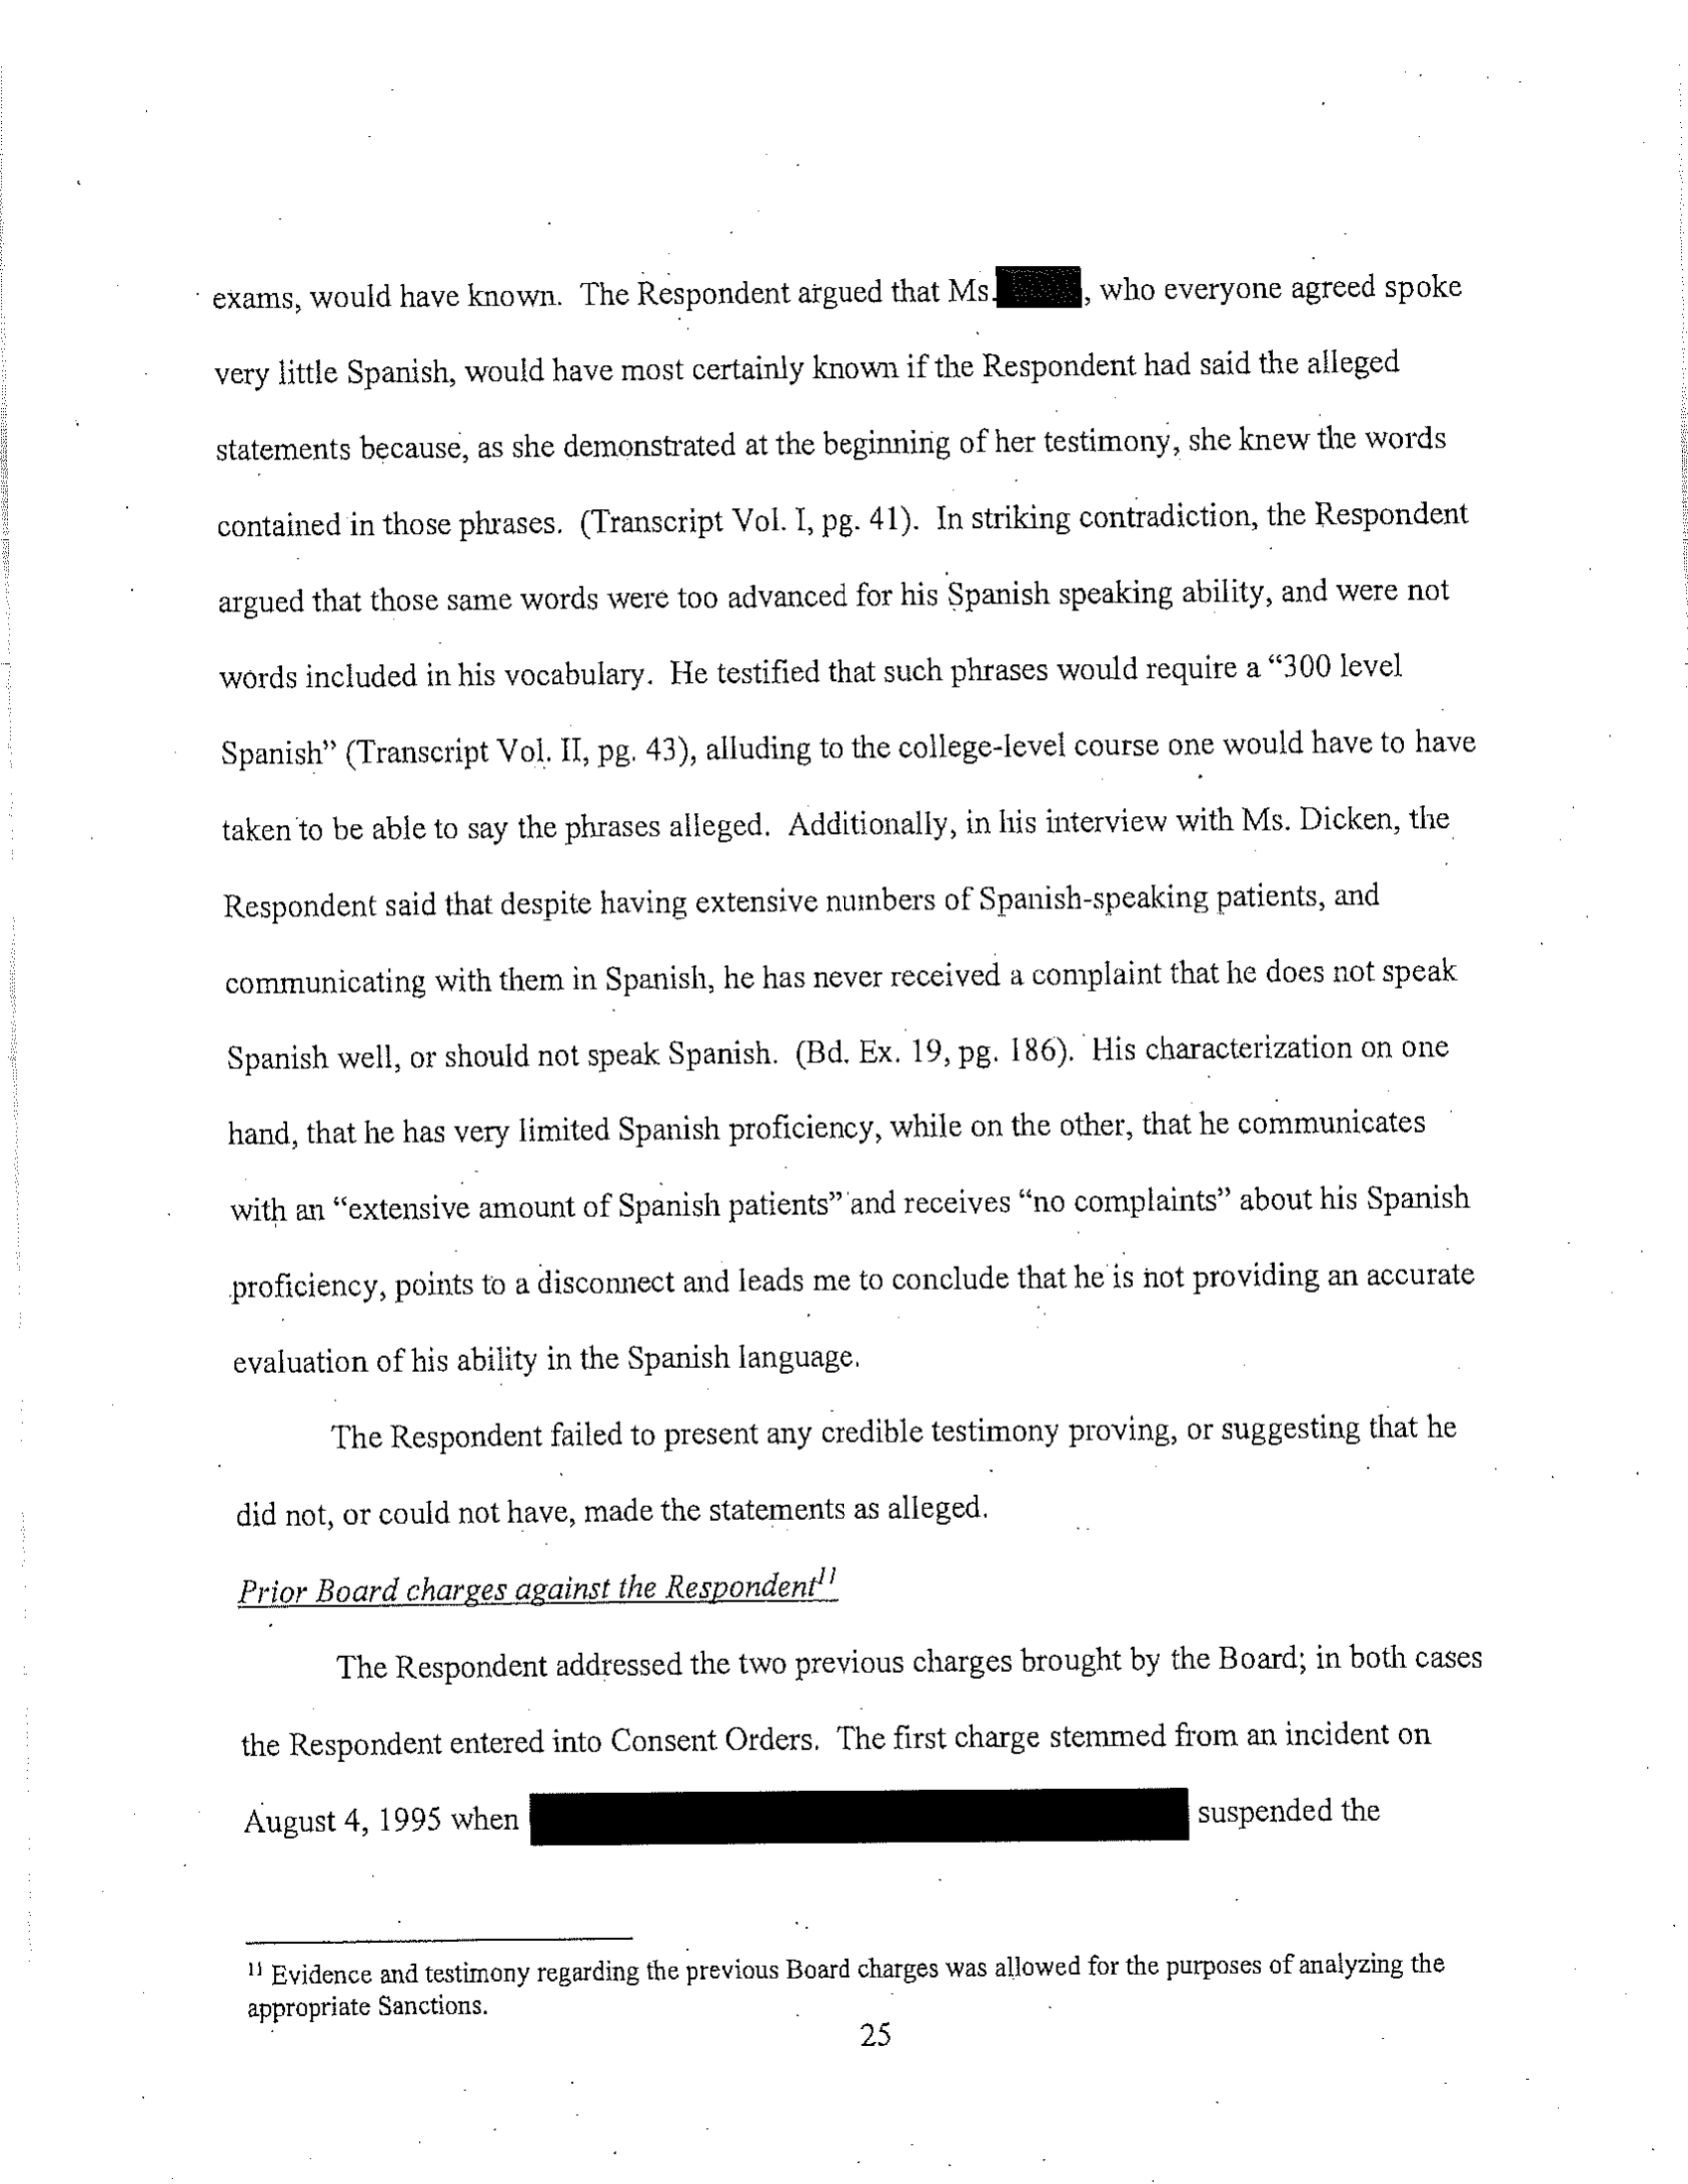 exams, would have known. The Respondent argued that Ms. , who everyone agreed spoke
very little Spanish, would have most certainly known if the Respondent had said the alleged
statements because, as she demonstrated at the beginning of her testimony, she knew the words
contained in those phrases. (Transcript Vol. I, pg. 41). In striking contradiction, the Respondent
argued that those same words were too advanced for his Spanish speaking ability, and were not
words included in his vocabulary. He testified that such phrases would require a “300 level
Spanish” (Transcript Vol. II, pg. 43), alluding to the college-level course one would have to have
taken to be able to say the phrases alleged. Additionally, in his interview with Ms. Dicken, the
Respondent said that despite having extensive numbers of Spanish-speaking patients, and
communicating with them in Spanish, he has never received a complaint that he does not speak
Spanish well, or should not speak Spanish. (Bd. Ex. 19, pg. 186). His characterization on one
hand, that he has very limited Spanish proficiency, while on the other, that he communicates
with an “extensive amount of Spanish patients” and receives “no complaints” about his Spanish
proficiency, points to a disconnect and leads me to conclude that he is not providing an accurate
evaluation of his ability in the Spanish language.
The Respondent failed to present any credible testimony proving, or suggesting that he
did not, or could not have, made the statements as alleged.
Prior Board charges against the Respondent11
The Respondent addressed the two previous charges brought by the Board; in both cases
the Respondent entered into Consent Orders. The first charge stemmed from an incident on
August 4, 1995 when suspended the
11 Evidence and testimony regarding the previous Board charges was allowed for the purposes of analyzing the
appropriate Sanctions.
25